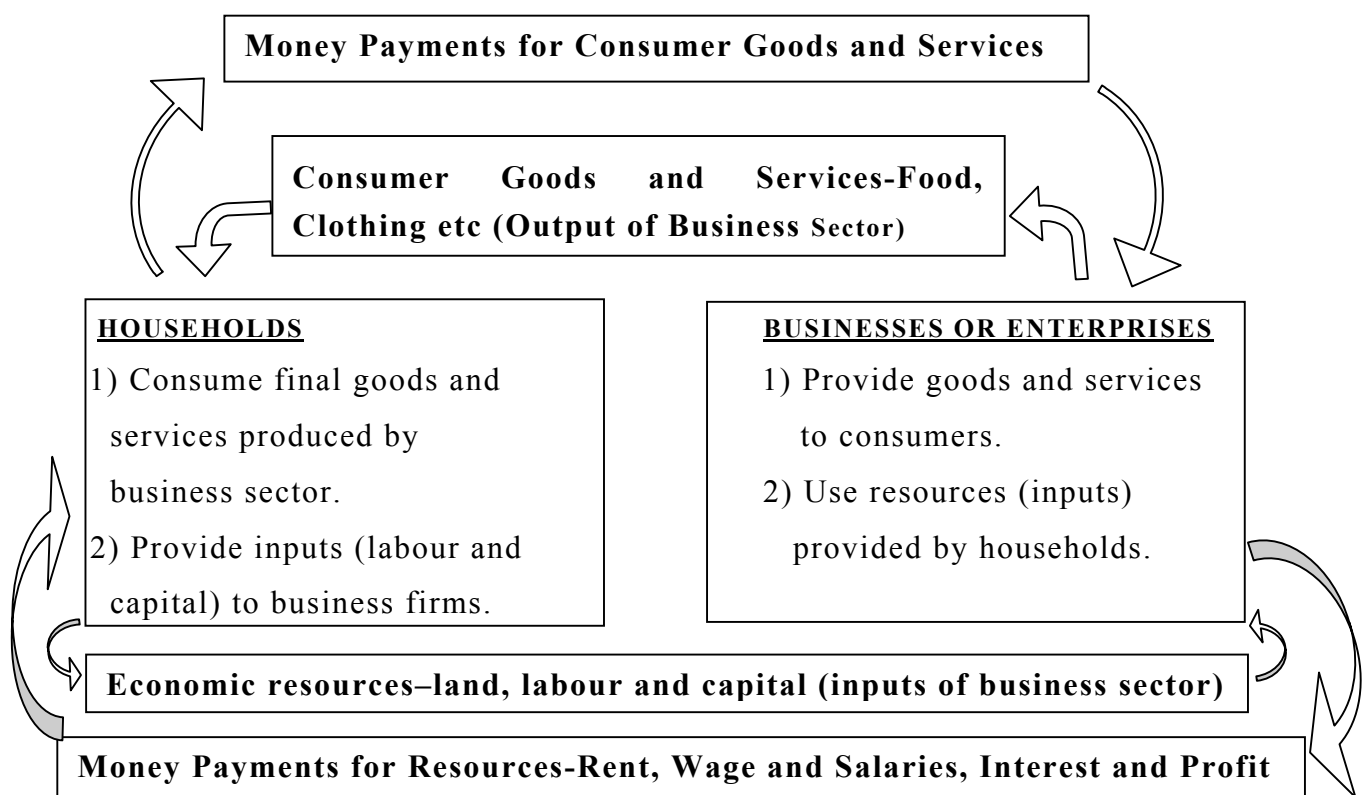 Money Payments for Consumer Goods and Services
Consumer Goods and Services-Food,
Clothing etc (Output of Business Sector)
HOUSEHOLDS
1) Consume final goods and
services produced by
business sector.
2) Provide inputs (labour and
capital) to business firms.
BUSINESSES OR ENTERPRISES
1) Provide goods and services
to consumers.
2) Use resources (inputs)
provided by households.
Economic resources–land, labour and capital (inputs of business sector)
Money Payments for Resources-Rent, Wage and Salaries, Interest and Profit